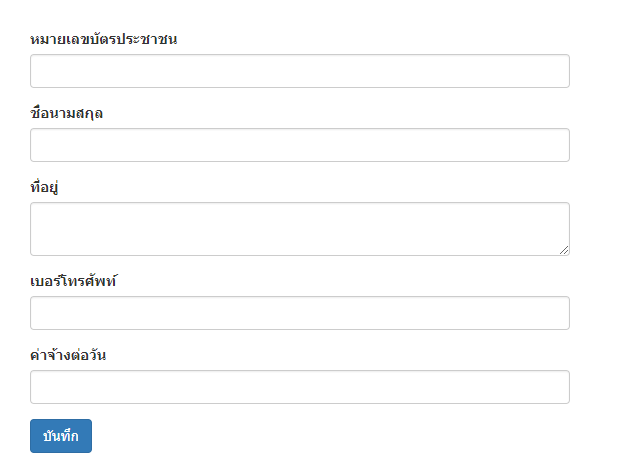 หมายเลขบัตรประชาชน
ชื่อนามสกุล
ที่อยู่
เบอร์โทรศัพท์
ค่าจ้างต่อวัน
บันทึก